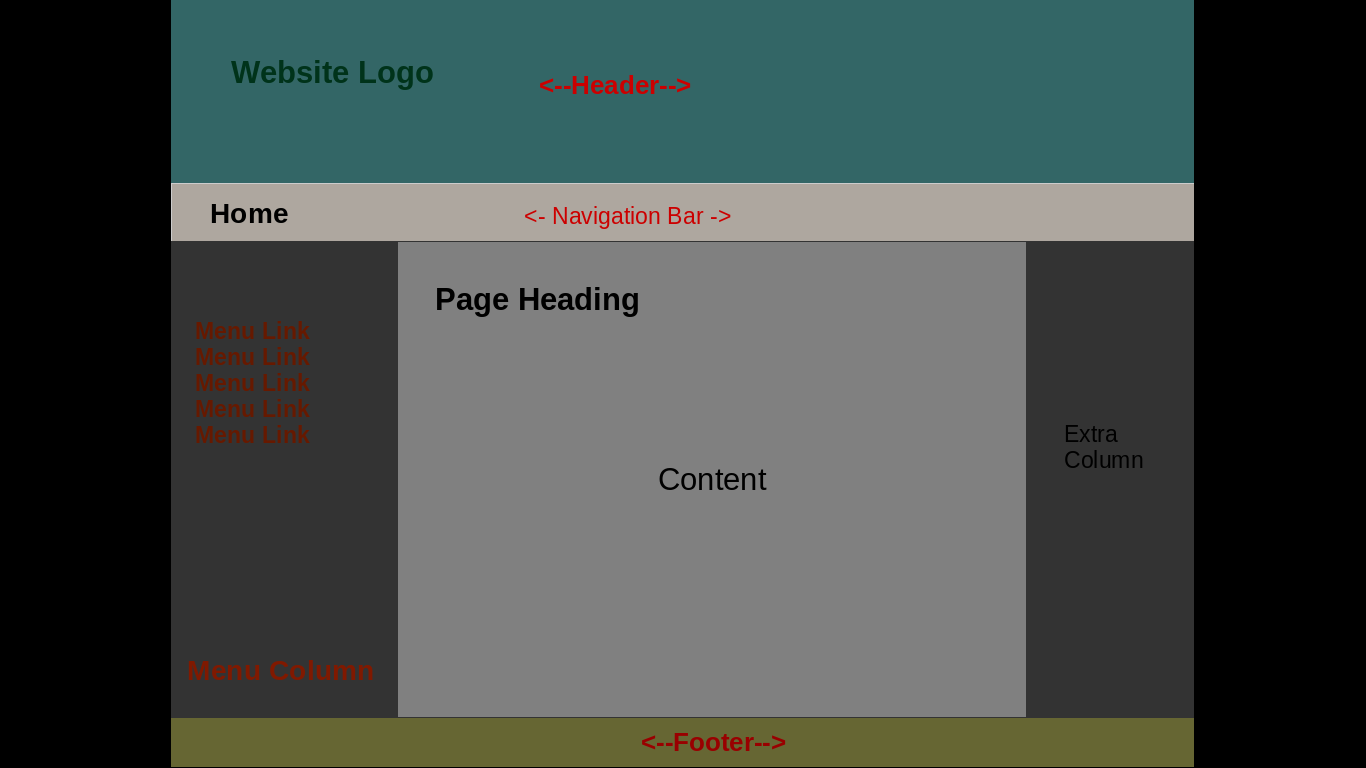 Website Logo
<--Header-->
Home
<- Navigation Bar ->
Page Heading
Menu Link
Menu Link
Menu Link
Menu Link
Menu Link
Content
Extra
Column
Menu Column
<--Footer-->